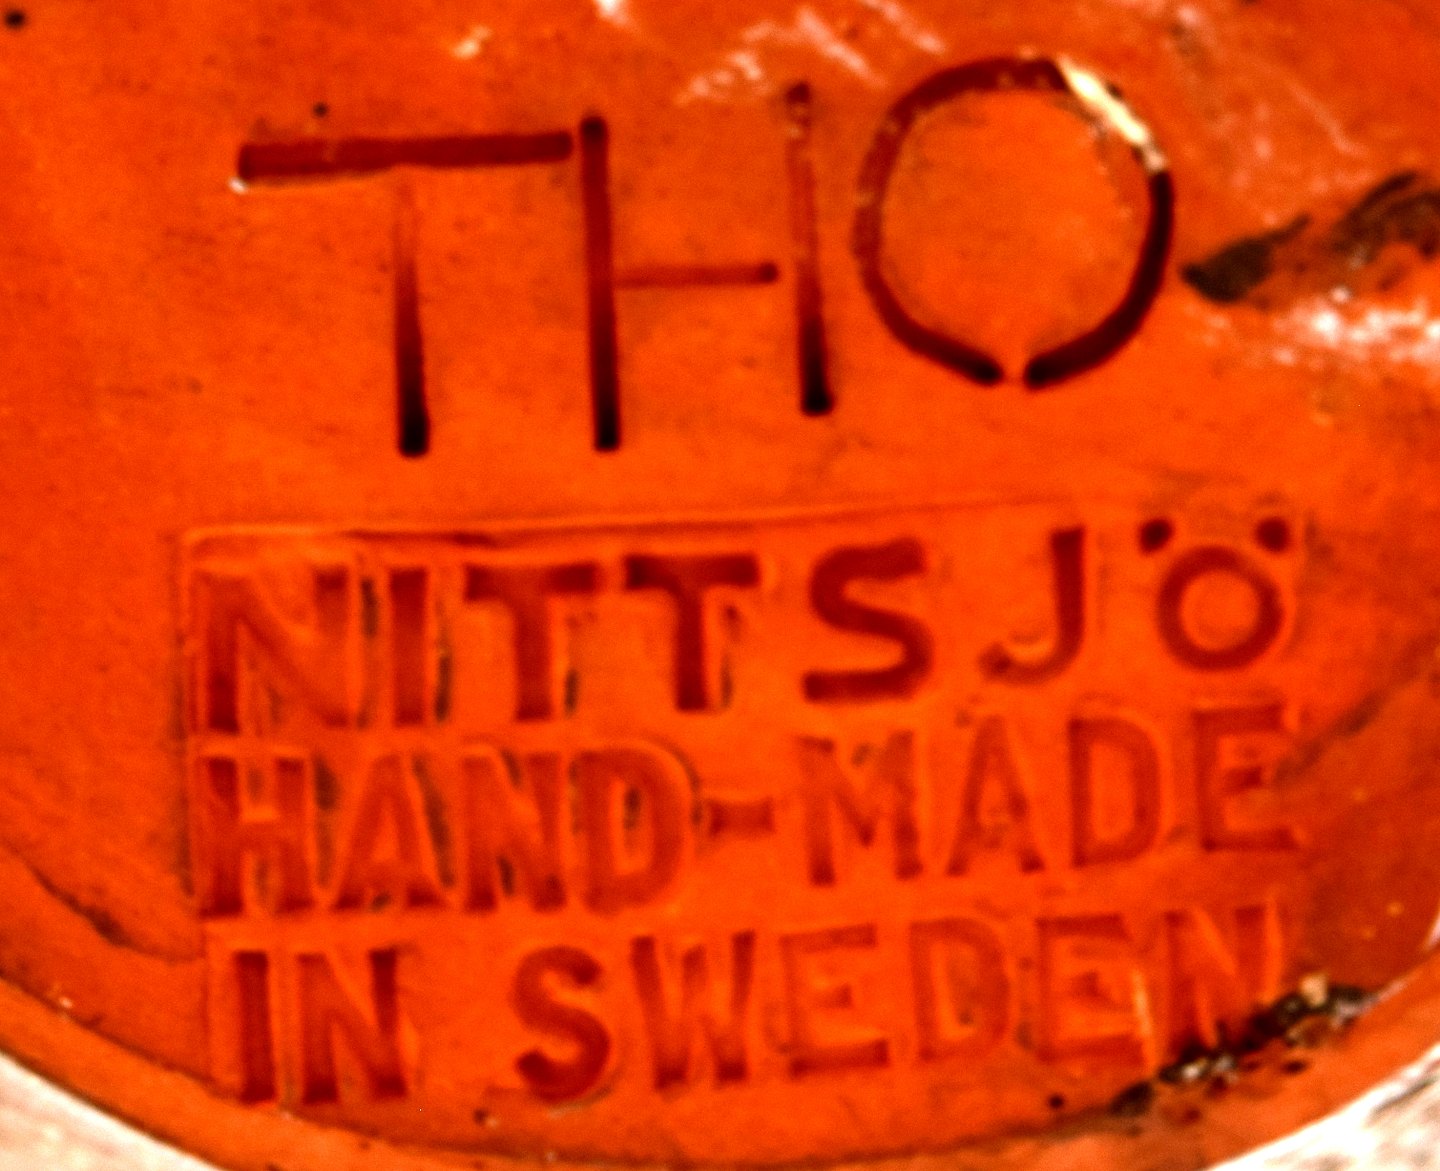 THO
NITTSJÖ
HAND-MADE
IN SWEDEN